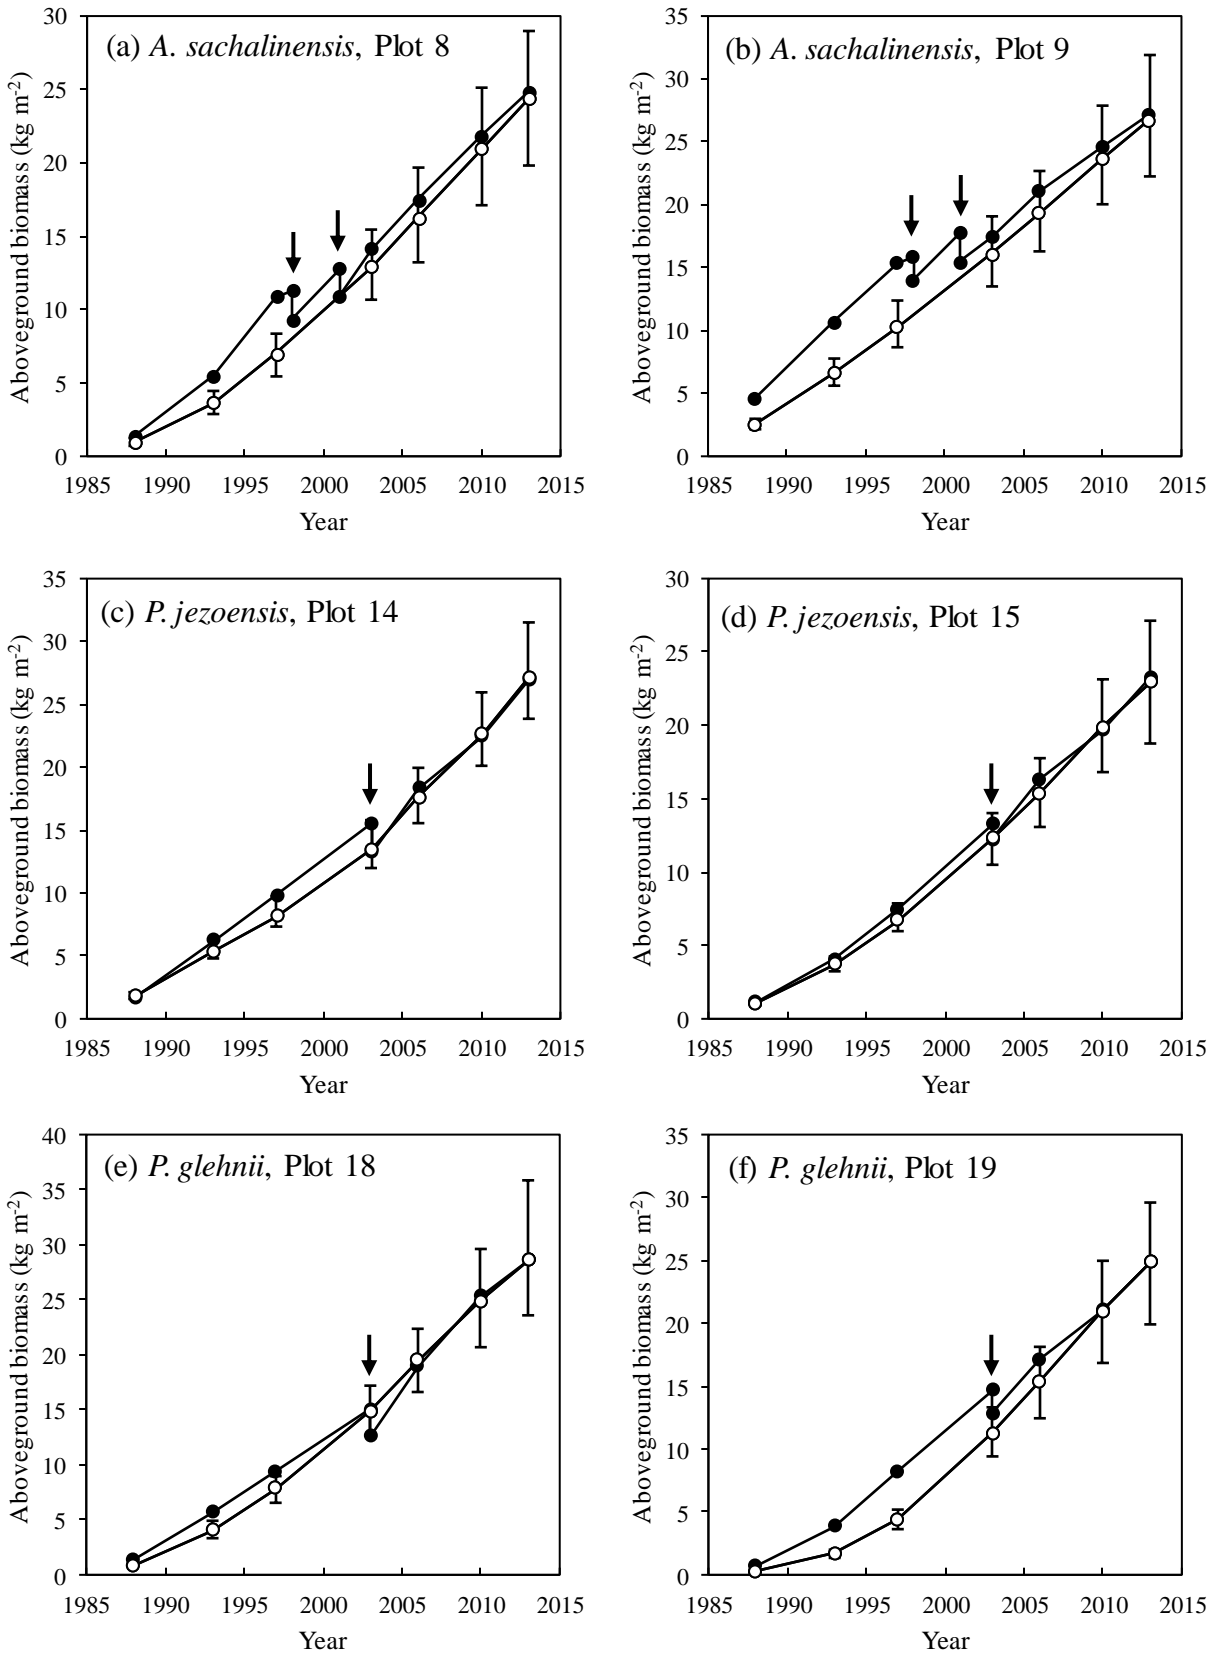 (a) A. sachalinensis, Plot 8
Aboveground biomass (kg m-2)
30
25
20
15
10
5
0
1985 1990 1995 2000 2005 2010 2015
Year
(b) A. sachalinensis, Plot 9
Aboveground biomass (kg m-2)
35
30
25
20
15
10
5
0
1985 1990 1995 2000 2005 2010 2015
Year
(c) P. jezoensis, Plot 14
Aboveground biomass (kg m-2)
35
30
25
20
15
10
5
0
1985 1990 1995 2000 2005 2010 2015
Year
(d) P. jezoensis, Plot 15
Aboveground biomass (kg m-2)
30
25
20
15
10
5
0
1985 1990 1995 2000 2005 2010 2015
Year
(e) P. glehnii, Plot 18
Aboveground biomass (kg m-2)
40
35
30
25
20
15
10
5
0
1985 1990 1995 2000 2005 2010 2015
Year
(f) P. glehnii, Plot 19
Aboveground biomass (kg m-2)
35
30
25
20
15
10
5
0
1985 1990 1995 2000 2005 2010 2015
Year